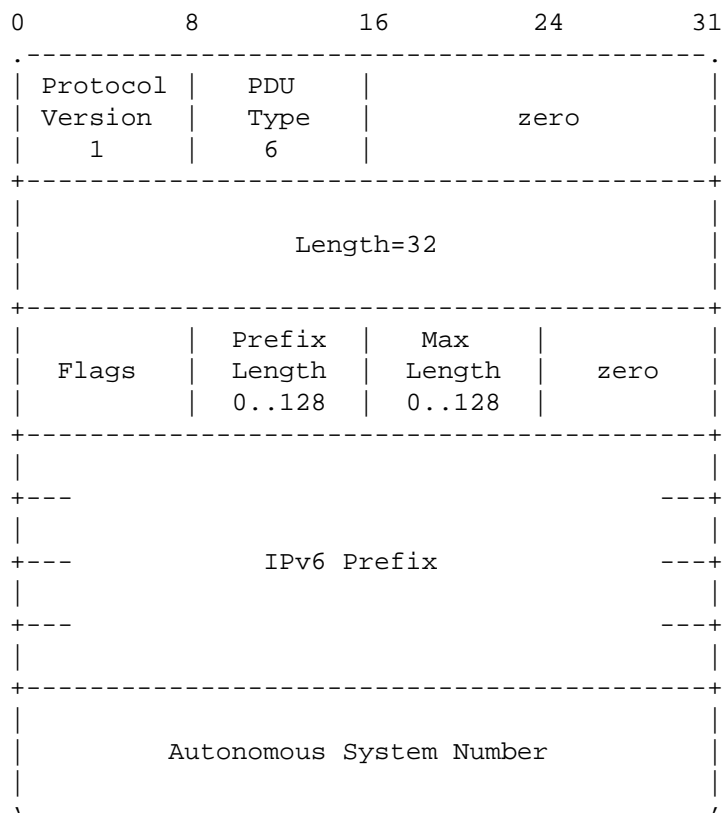 0 8 16 24 31
.-------------------------------------------.
| Protocol | PDU | |
| Version | Type | zero |
| 1 | 6 | |
+-------------------------------------------+
| |
| Length=32 |
| |
+-------------------------------------------+
| | Prefix | Max | |
| Flags | Length | Length | zero |
| | 0..128 | 0..128 | |
+-------------------------------------------+
| |
+--- ---+
| |
+--- IPv6 Prefix ---+
| |
+--- ---+
| |
+-------------------------------------------+
| |
| Autonomous System Number |
| |